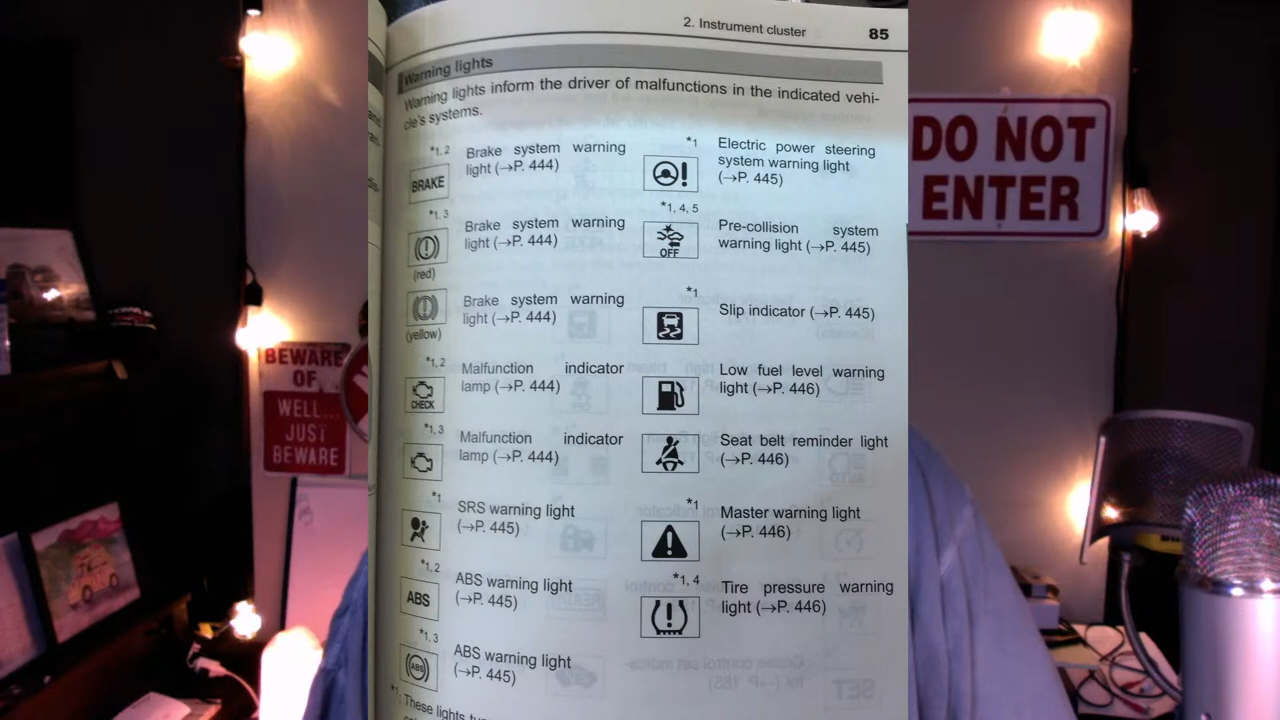 2. Instrument cluster
85
Warning lights
Warning lights inform the driver of malfunctions in the indicated vehi-
cle's systems.
*1, 2
BRAKE
Brake system warning
light (→P. 444)
*1, 3
(red)
Brake system warning
light (→P. 444)
(yellow)
Brake system warning
light (→P. 444)
*1, 2
CHECK
Malfunction indicator
lamp (→P. 444)
*1, 3
Malfunction indicator
lamp (→P. 444)
*1
SRS warning light
(→P. 445)
*1, 2
ABS
ABS warning light
(→P. 445)
*1, 3
ABS
ABS warning light
(→P. 445)
*1
Electric power steering
system warning light
(→P. 445)
*1, 4, 5
OFF
Pre-collision system
warning light (→P. 445)
*1
Slip indicator (→P. 445)
Low fuel level warning
light (→P. 446)
Seat belt reminder light
(→P. 446)
*1
Master warning light
(→P. 446)
*1, 4
Tire pressure warning
light (→P. 446)
*1: These lights
DO NOT
ENTER
BEWARE
OF
WELL...
JUST
BEWARE